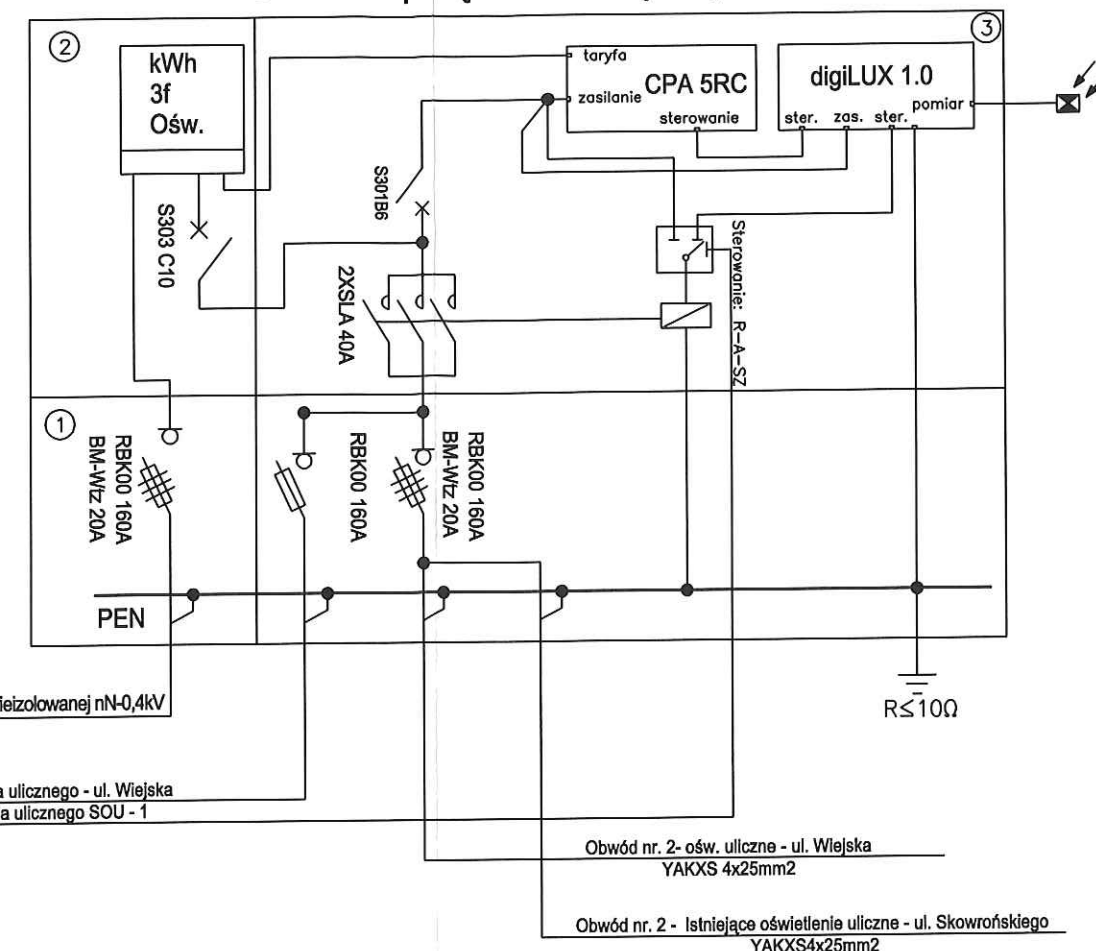 ②
kWh
3f
Ośw.
③
taryfa
CPA 5RC
zasilanie
sterowanie
digiLUX 1.0
pomiar
ster. zas. ster.
S301B6
S303 C10
2XSLA 40A
Sterowanie: R-A-SZ
①
RBK00 160A
BM-Wtz 20A
RBK00 160A
RBK00 160A
BM-Wtz 20A
PEN
ieizolowanej nN-0,4kV
R≤10Ω
a ulicznego - ul. Wiejska
a ulicznego SOU - 1
Obwód nr. 2- ośw. uliczne - ul. Wiejska
YAKXS 4x25mm2
Obwód nr. 2 - Istniejące oświetlenie uliczne - ul. Skowrońskiego
YAKXS4x25mm2